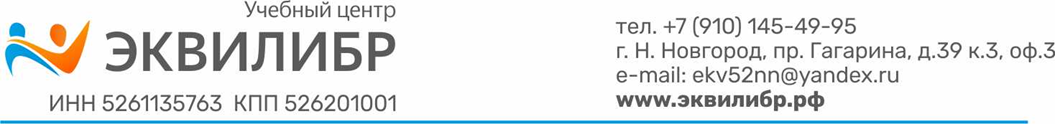 Учебный центр
ЭКВИЛИБР
ИНН 5261135763 КПП 526201001
тел. +7 (910) 145-49-95
г. Н. Новгород, пр. Гагарина, д.39 к.3, оф.3
e-mail: ekv52nn@yandex.ru
www.эквилибр.рф